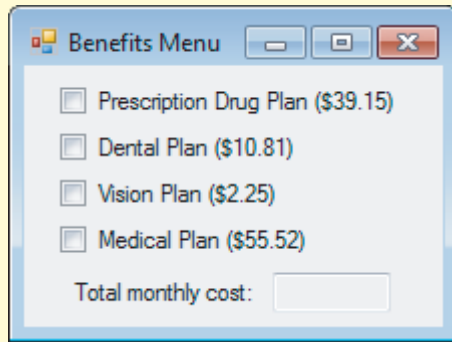 Benefits Menu
Prescription Drug Plan ($39.15)
Dental Plan ($10.81)
Vision Plan ($2.25)
Medical Plan ($55.52)
Total monthly cost: